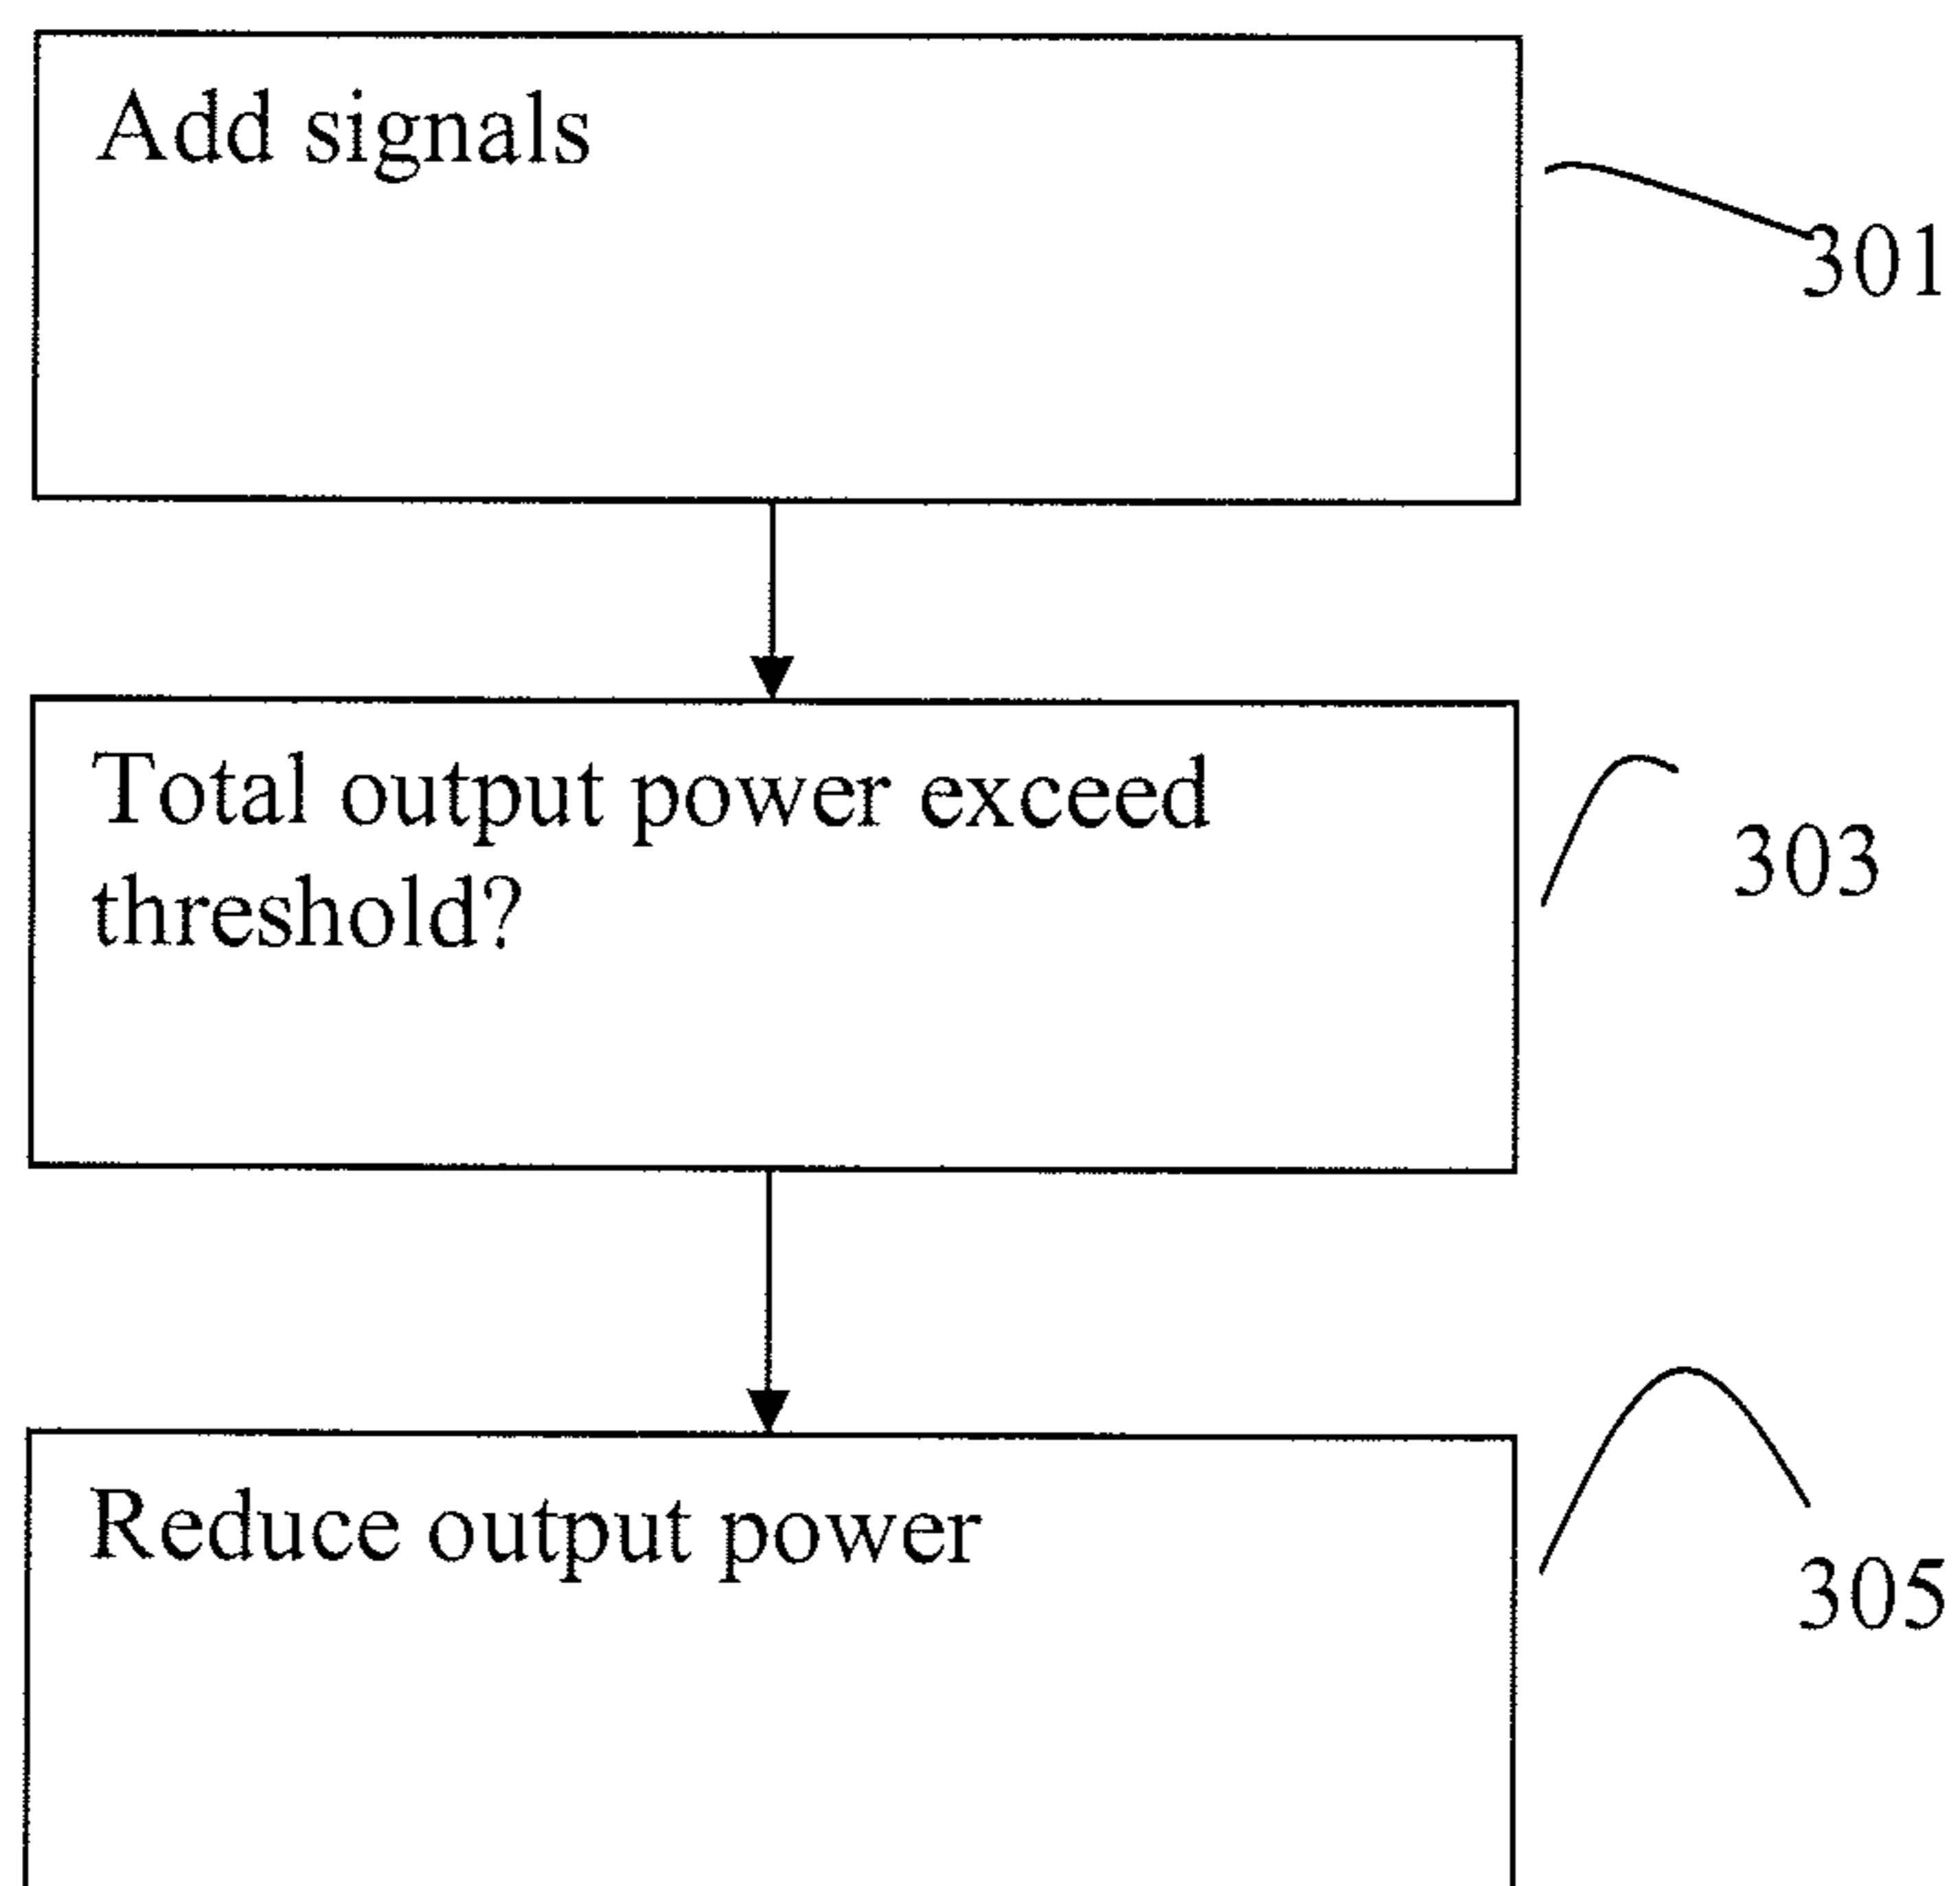 Add signals
301
Total output power exceed
threshold?
303
Reduce output power
305